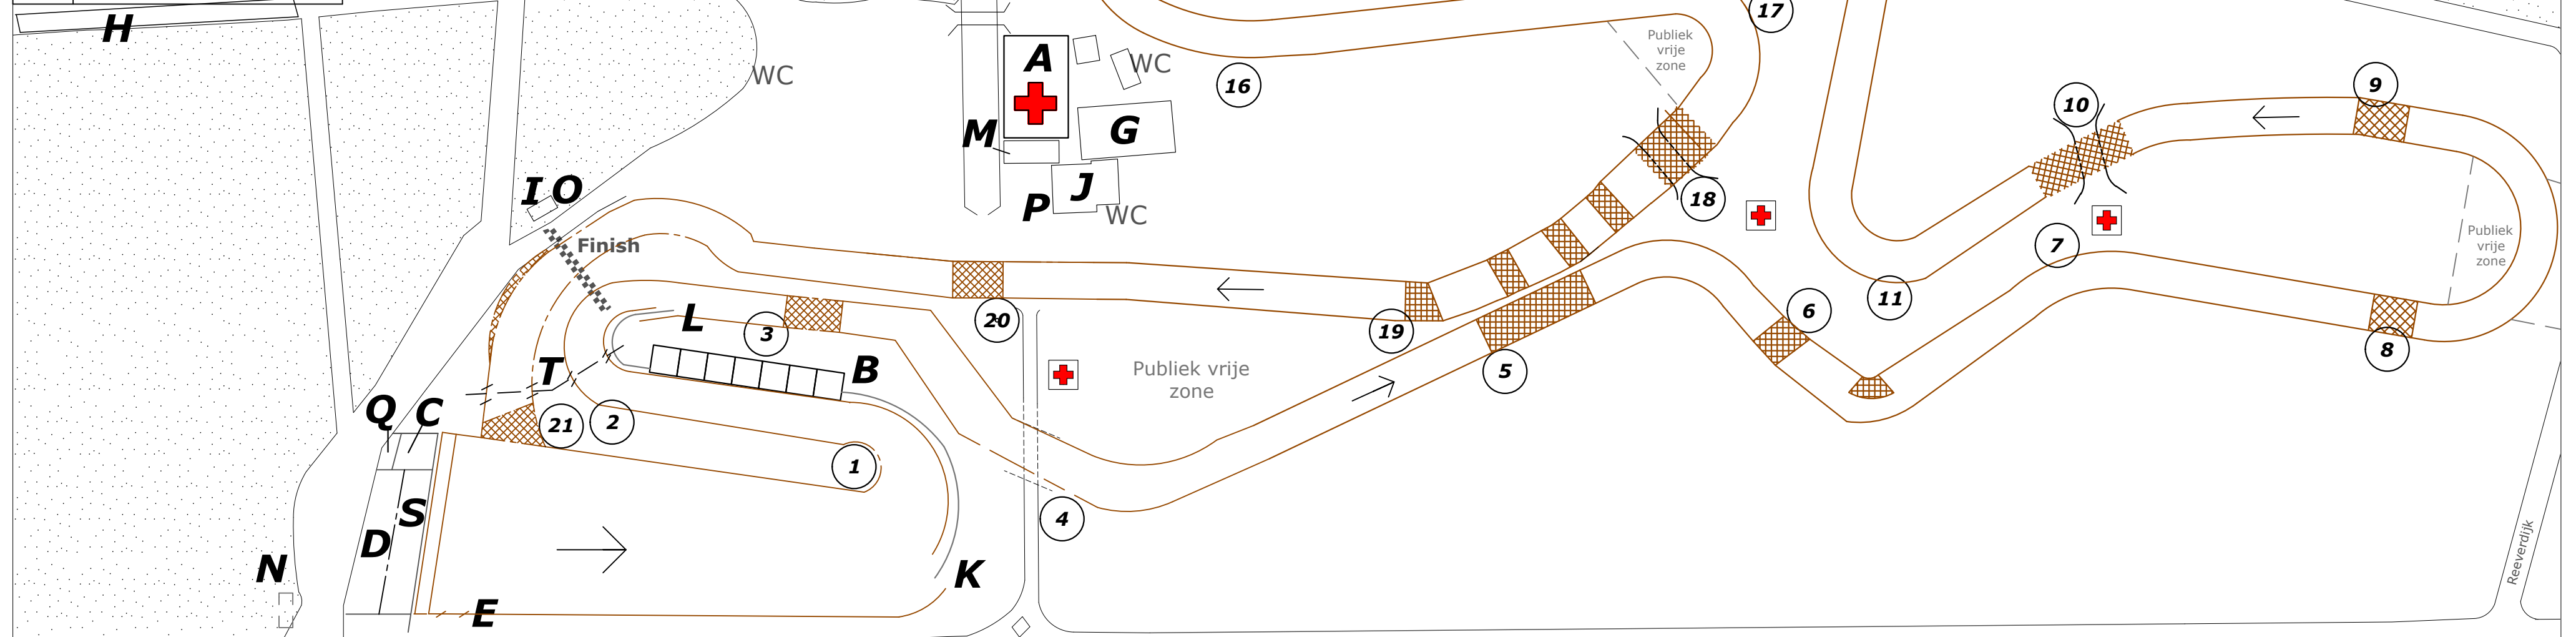 H
WC
A
WC
16
Publiek
vrije
zone
17
9
10
M
G
I O
P
J
WC
18
7
Publiek
vrije
zone
Finish
11
L
3
20
19
6
8
T
B
Publiek vrije
zone
5
Q
C
21
2
1
S
D
4
N
K
E
Reeverdijk